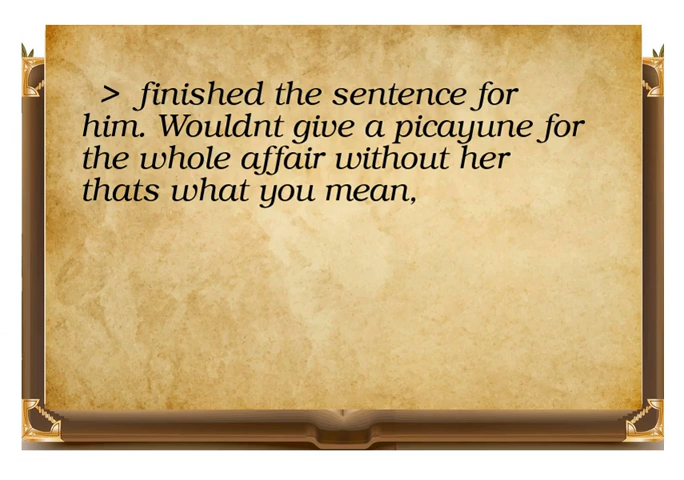 > finished the sentence for
him. Wouldnt give a picayune for
the whole affair without her
thats what you mean,